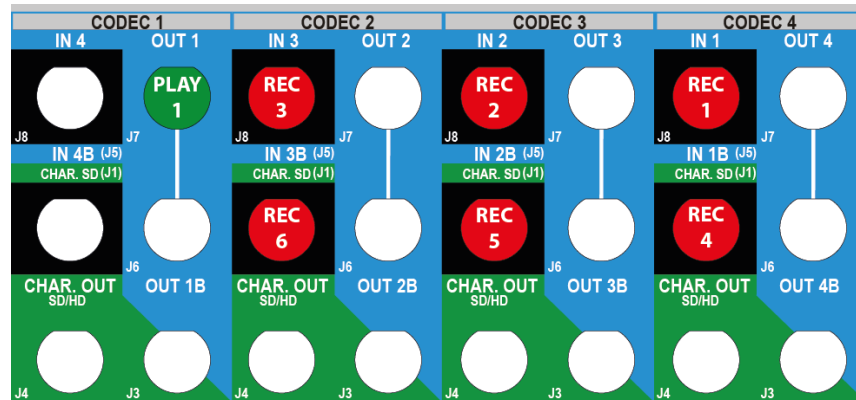 CODEC 1 CODEC 2 CODEC 3 CODEC 4
IN 4 OUT 1 IN 3 OUT 2 IN 2 OUT 3 IN 1 OUT 4
PLAY REC REC REC
1 3 2 1
J8 J7 J8 J7 J8 J7 J8 J7
IN 4B (J5) IN 3B (J5) IN 2B (J5) IN 1B (J5)
CHAR. SD (J1) CHAR. SD (J1) CHAR. SD (J1) CHAR. SD (J1)
REC REC REC
6 5 4
J6 J6 J6 J6
CHAR. OUT OUT 1B CHAR. OUT OUT 2B CHAR. OUT OUT 3B CHAR. OUT OUT 4B
SD/HD SD/HD SD/HD SD/HD
J4 J3 J4 J3 J4 J3 J4 J3